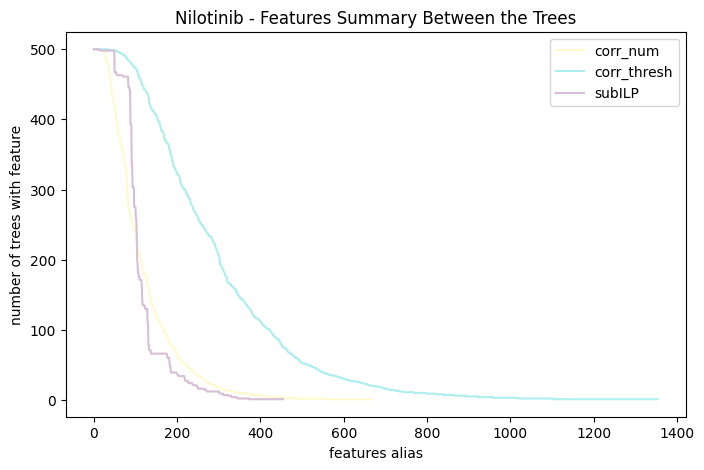 Nilotinib - Features Summary Between the Trees
corr_num
corr_thresh
subILP
number of trees with feature
500
400
300
200
100
0
0 200 400 600 800 1000 1200 1400
features alias